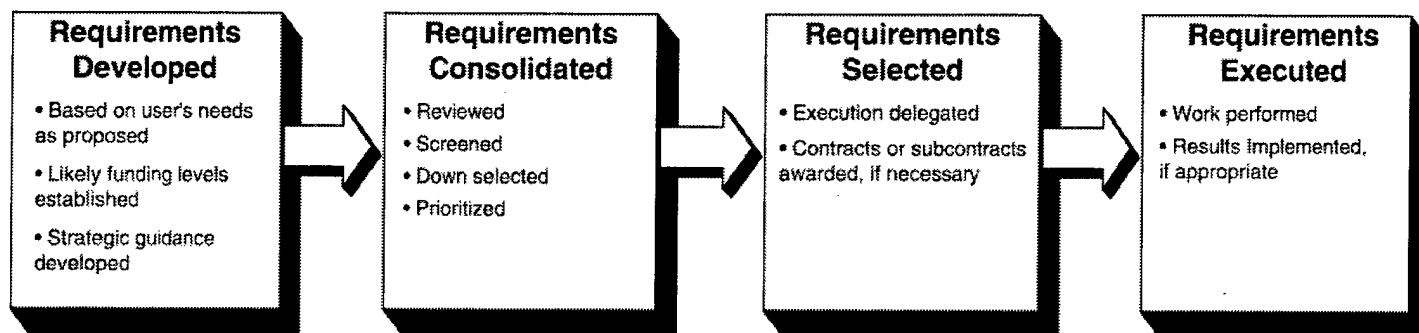 Requirements
Developed
• Based on user's needs
as proposed
• Likely funding levels
established
• Strategic guidance
developed
Requirements
Consolidated
• Reviewed
• Screened
• Down selected
• Prioritized
Requirements
Selected
• Execution delegated
• Contracts or subcontracts
awarded, if necessary
Requirements
Executed
• Work performed
• Results Implemented,
if appropriate